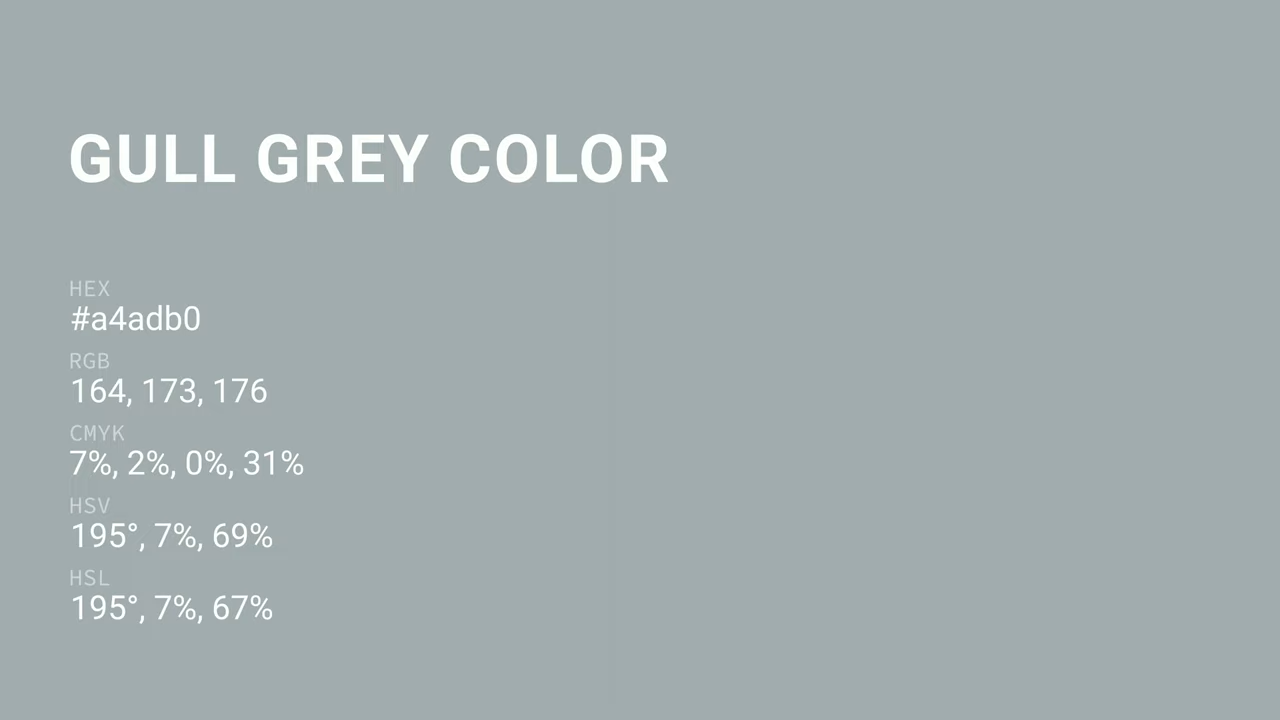 GULL GREY COLOR
HEX
#a4adb0
RGB
164, 173, 176
CMYK
7%, 2%, 0%, 31%
HSV
195°, 7%, 69%
HSL
195°, 7%, 67%